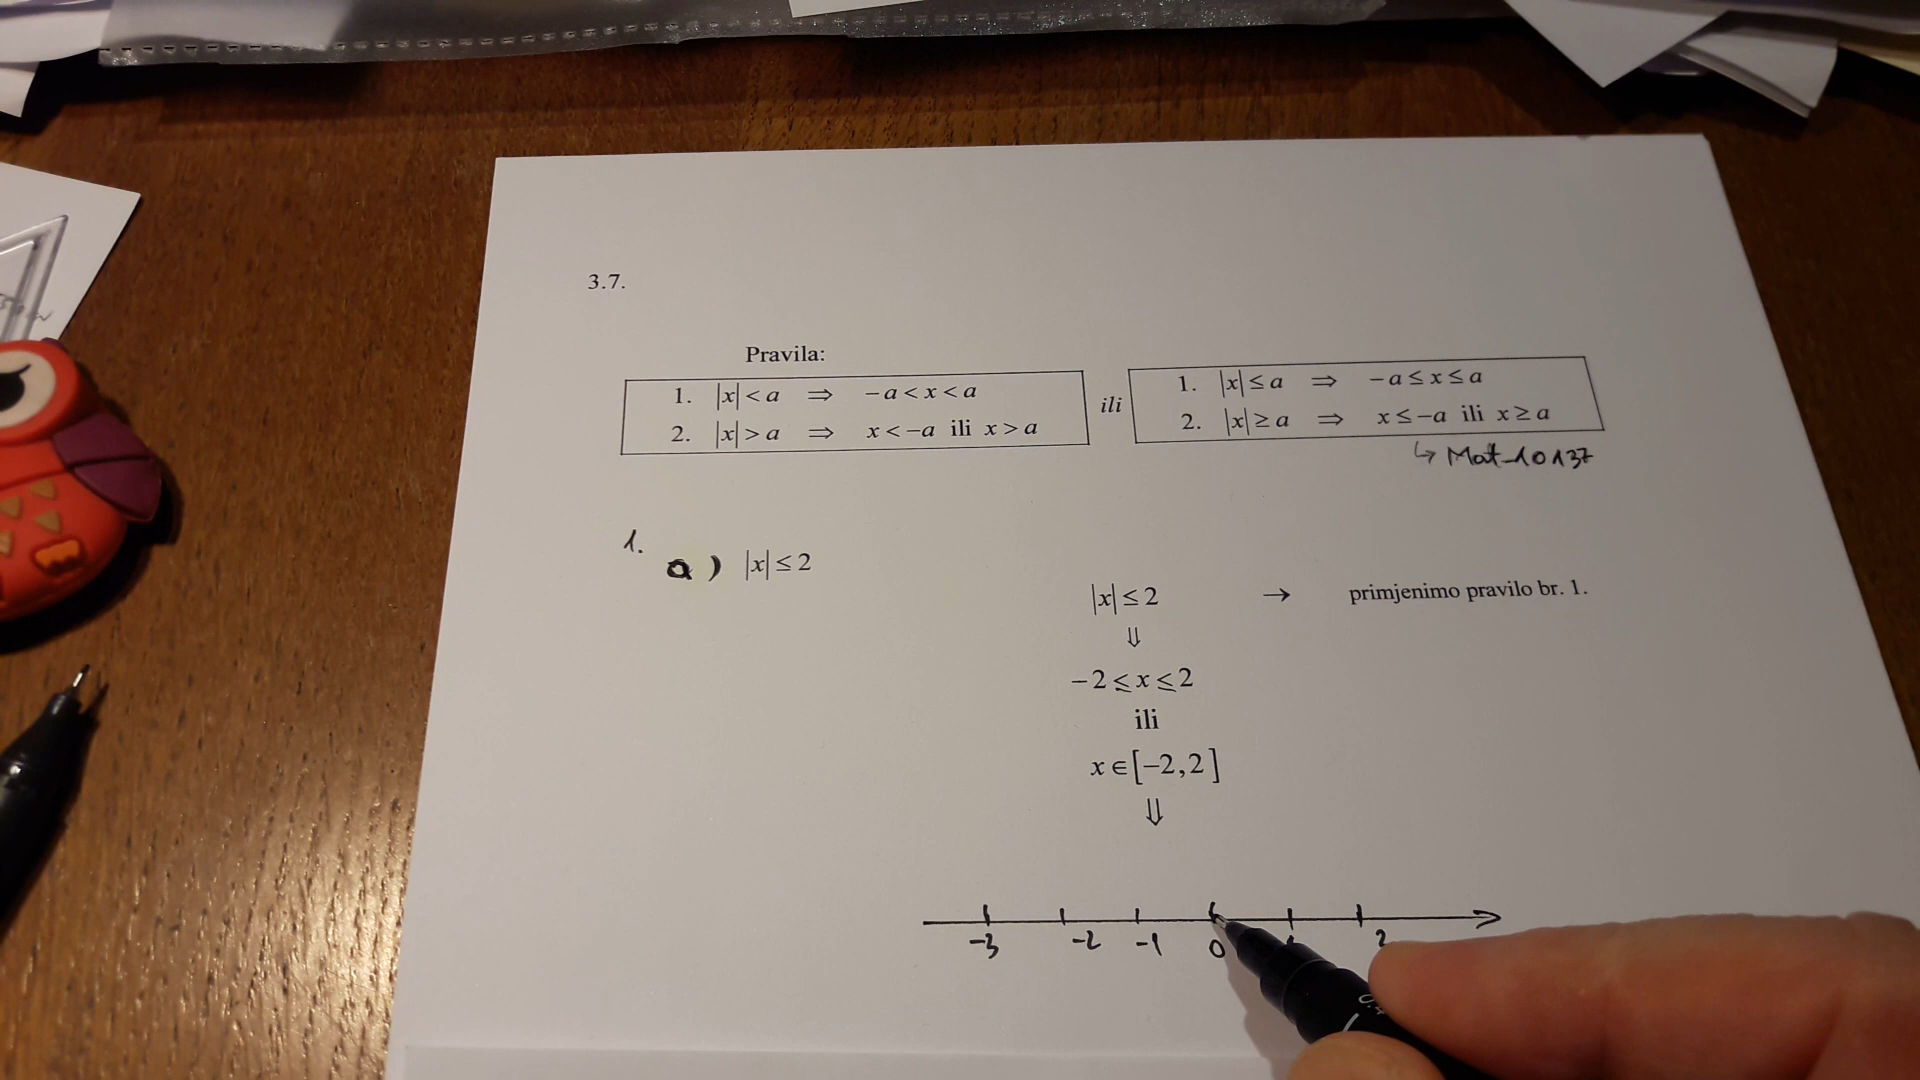 3.7.
Pravila:
1. |x| < a ⇒ -a < x < a
2. |x| > a ⇒ x < -a ili x > a
ili
1. |x| ≤ a ⇒ -a ≤ x ≤ a
2. |x| ≥ a ⇒ x ≤ -a ili x ≥ a
↳ Mat-10137
1.
a) |x| ≤ 2
|x| ≤ 2 → primjenimo pravilo br. 1.
⇓
-2 ≤ x ≤ 2
ili
x ∈ [-2,2]
⇓
-3 -2 -1 0 2